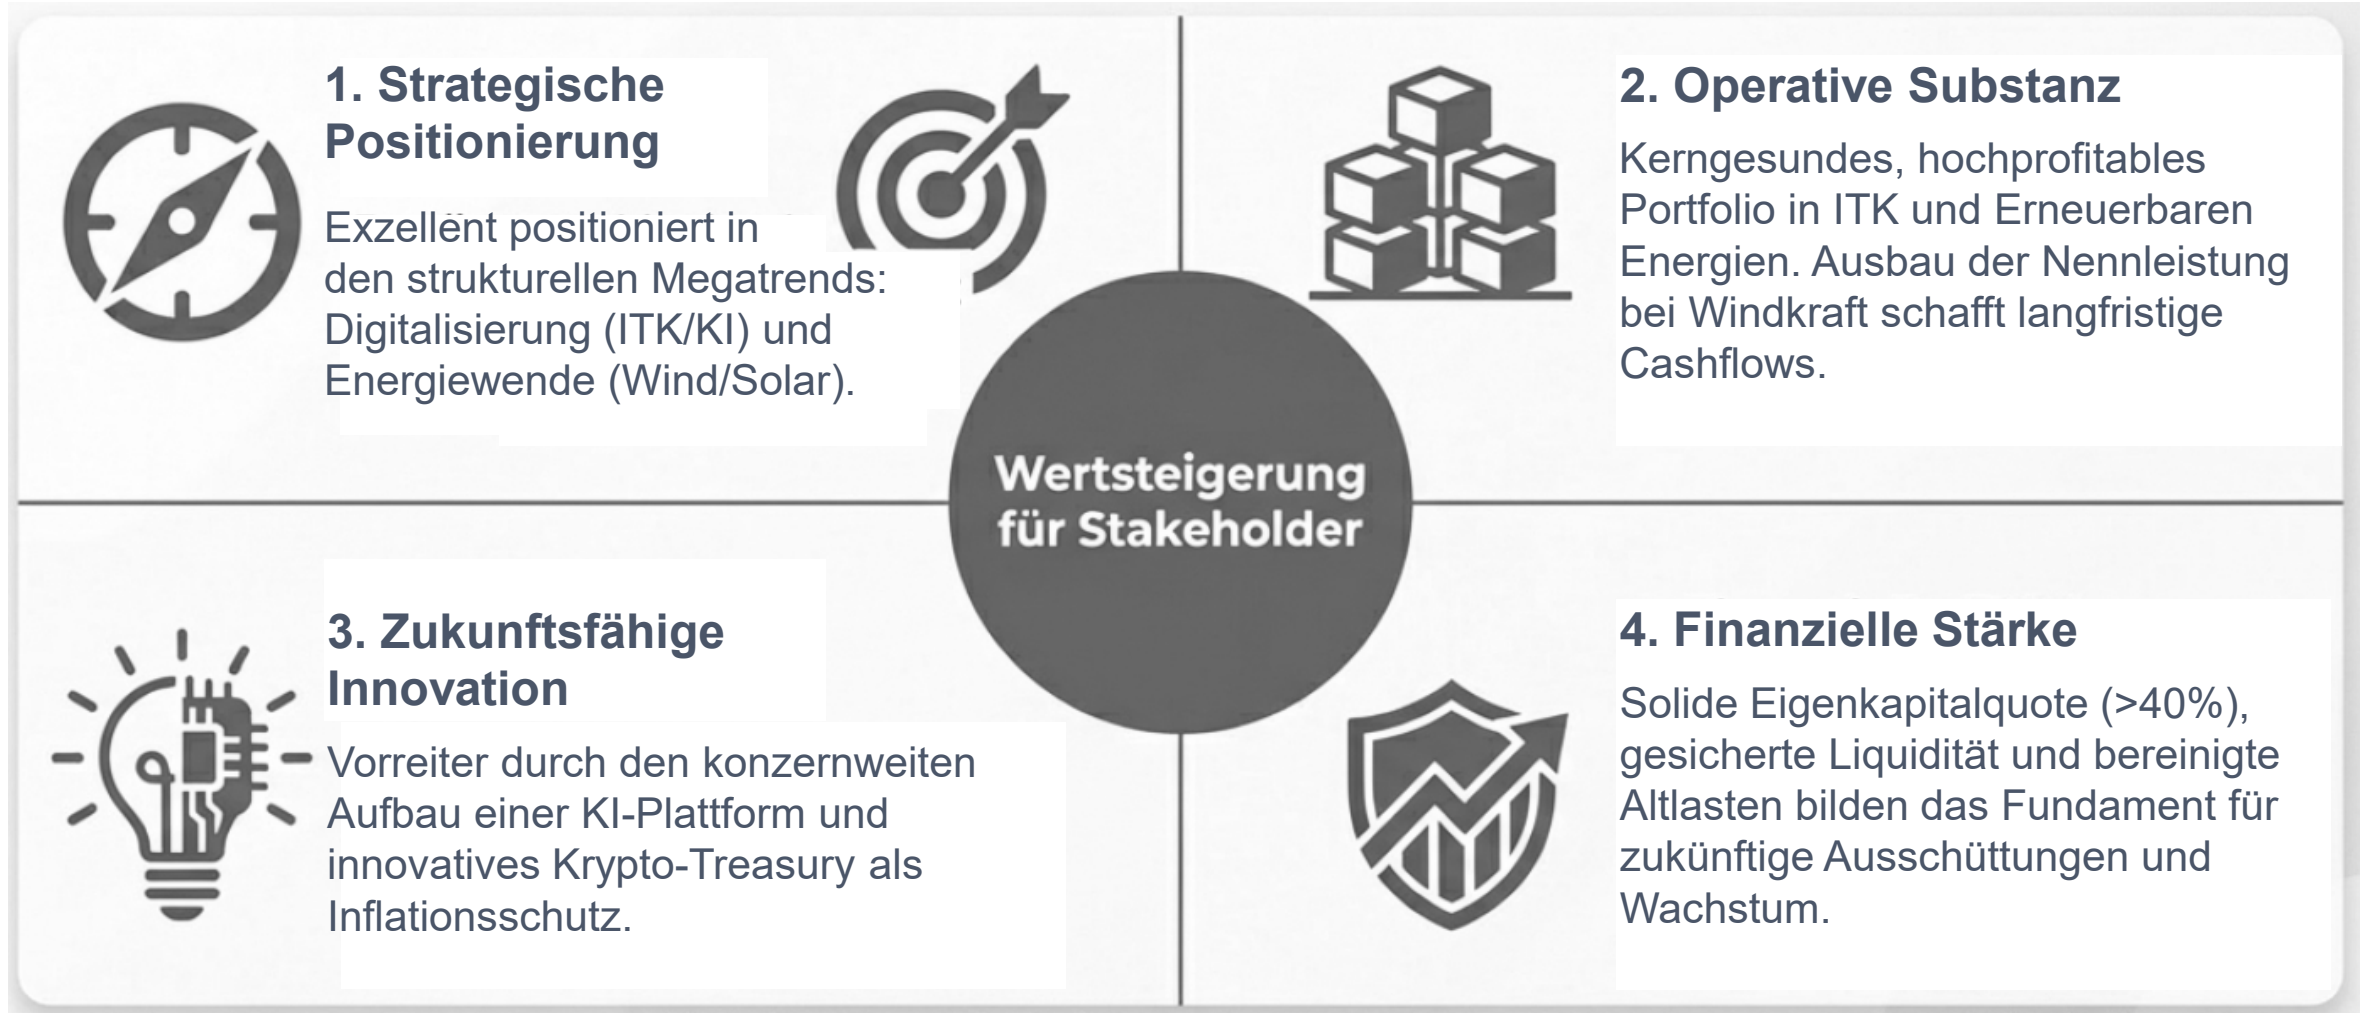 1. Strategische
Positionierung
Exzellent positioniert in
den strukturellen Megatrends:
Digitalisierung (ITK/KI) und
Energiewende (Wind/Solar).
2. Operative Substanz
Kerngesundes, hochprofitables
Portfolio in ITK und Erneuerbaren
Energien. Ausbau der Nennleistung
bei Windkraft schafft langfristige
Cashflows.
Wertsteigerung
für Stakeholder
3. Zukunftsfähige
Innovation
Vorreiter durch den konzernweiten
Aufbau einer KI-Plattform und
innovatives Krypto-Treasury als
Inflationsschutz.
4. Finanzielle Stärke
Solide Eigenkapitalquote (>40%),
gesicherte Liquidität und bereinigte
Altlasten bilden das Fundament für
zukünftige Ausschüttungen und
Wachstum.